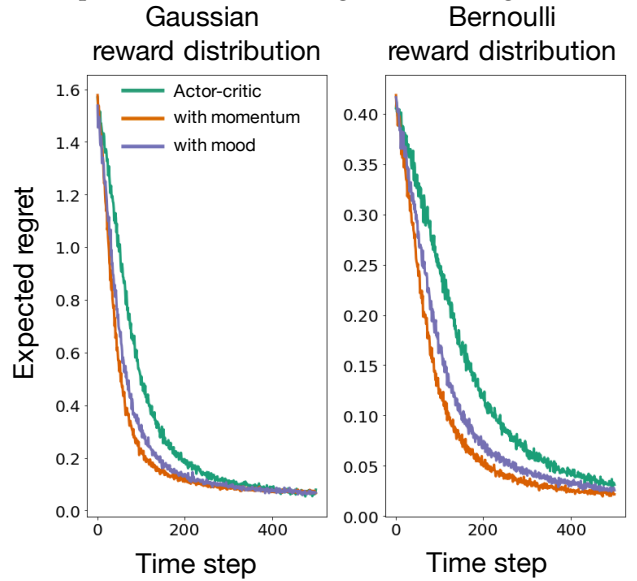 Gaussian
reward distribution
Bernoulli
reward distribution
Expected regret
1.6
1.4
1.2
1.0
0.8
0.6
0.4
0.2
0.0
Actor-critic
with momentum
with mood
0
200
400
Time step
0.40
0.35
0.30
0.25
0.20
0.15
0.10
0.05
0.00
0
200
400
Time step